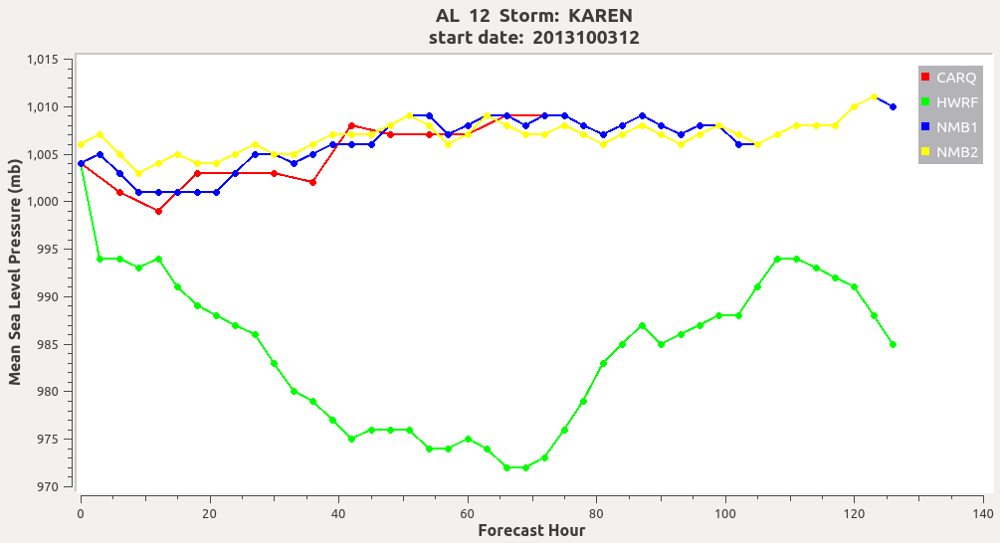 AL 12 Storm: KAREN
start date: 2013100312
Mean Sea Level Pressure (mb)
1,015
1,010
1,005
1,000
995
990
985
980
975
970
CARQ
HWRF
NMB1
NMB2
0 20 40 60 80 100 120 140
Forecast Hour